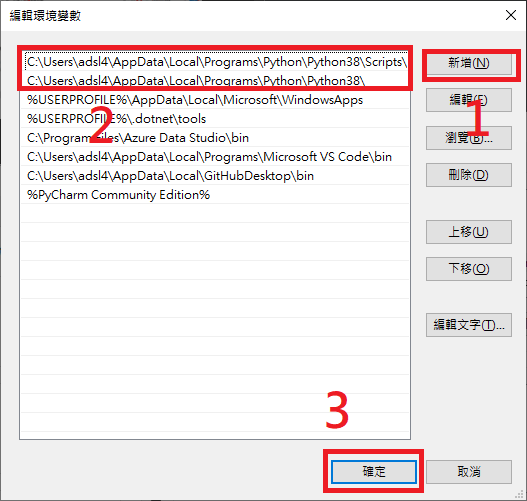 編輯環境變數
C:\Users\adsl4\AppData\Local\Programs\Python\Python38\Scripts\
新增(N)
C:\Users\adsl4\AppData\Local\Programs\Python\Python38\
%USERPROFILE%\AppData\Local\Microsoft\WindowsApps
編輯(E)
1
%USERPROFILE%\.dotnet\tools
2
C:\Program Files\Azure Data Studio\bin
瀏覽(B)...
C:\Users\adsl4\AppData\Local\Programs\Microsoft VS Code\bin
C:\Users\adsl4\AppData\Local\GitHubDesktop\bin
刪除(D)
%PyCharm Community Edition%
上移(U)
下移(O)
編輯文字(T)...
3
確定
取消